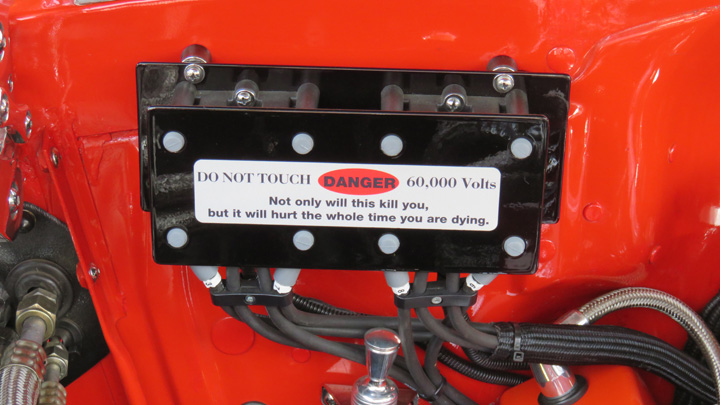 DO NOT TOUCH DANGER 60,000 Volts
Not only will this kill you,
but it will hurt the whole time you are dying.